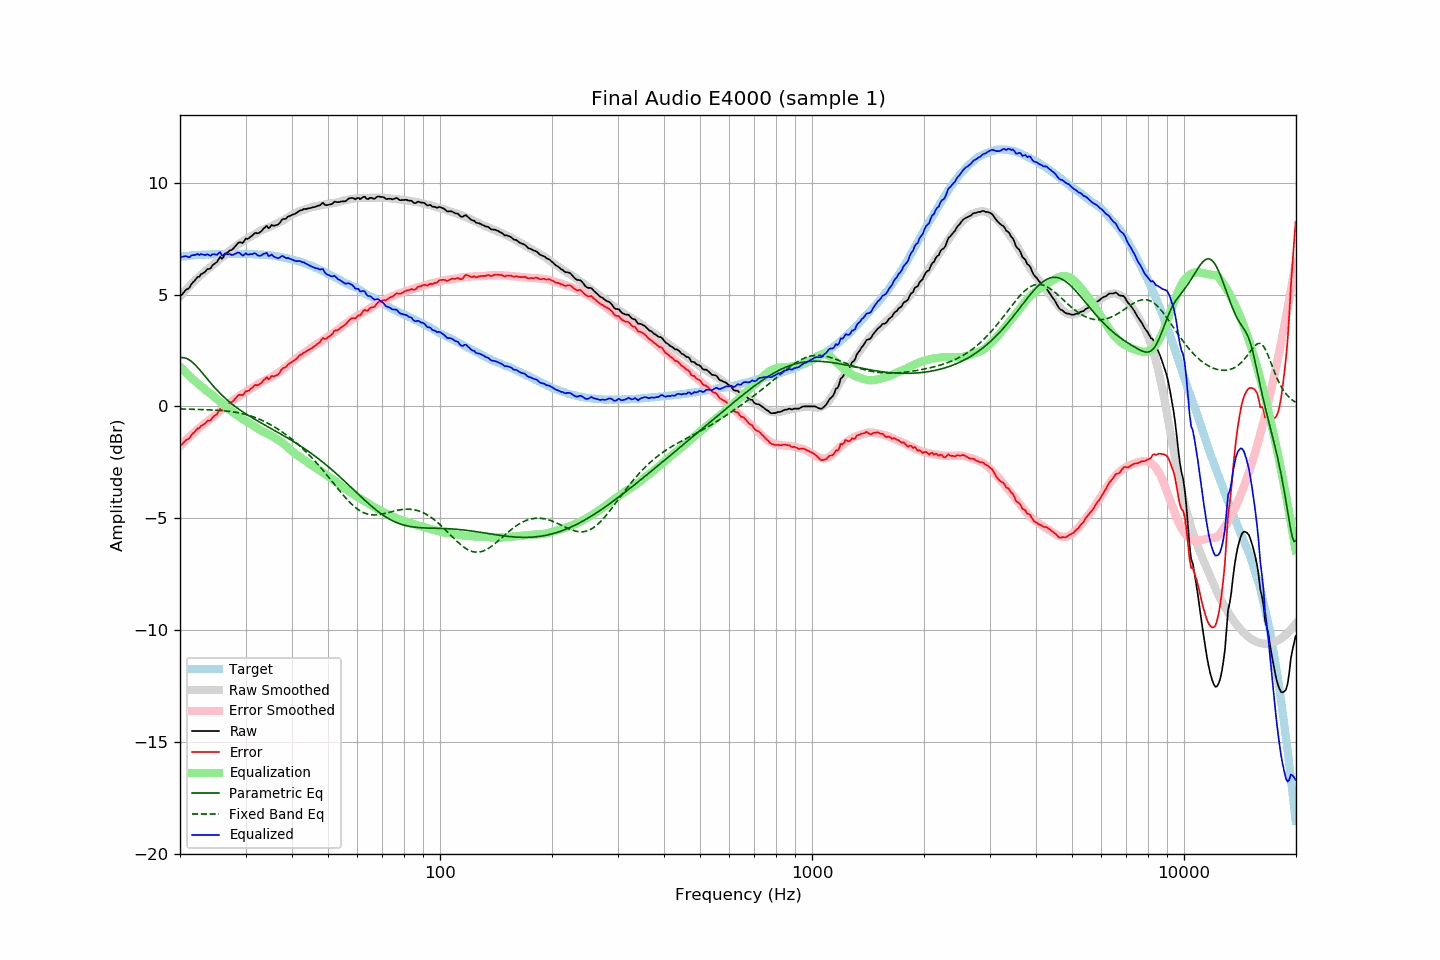 Final Audio E4000 (sample 1)
Amplitude (dBr)
10
5
0
−5
−10
−15
−20
Target
Raw Smoothed
Error Smoothed
Raw
Error
Equalization
Parametric Eq
Fixed Band Eq
Equalized
100
1000
10000
Frequency (Hz)